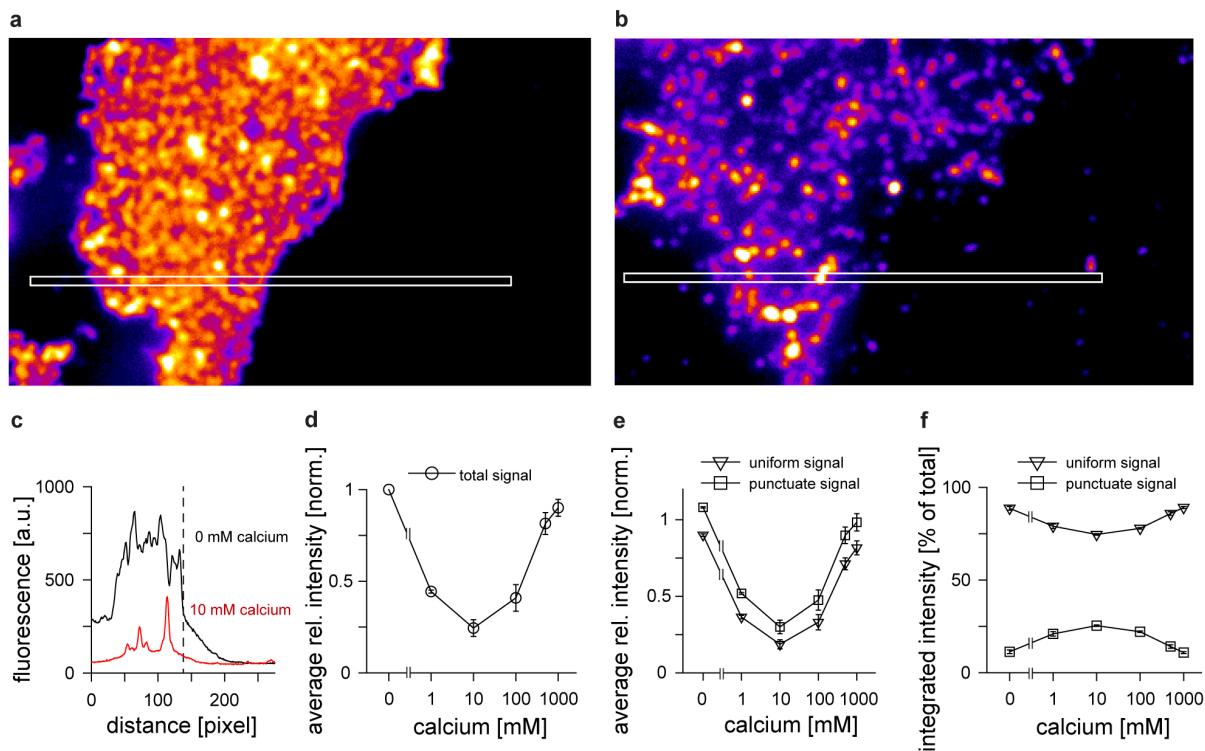 a
b
c
fluorescence [a.u.]
1000
500
250
0
0 mM calcium
10 mM calcium
0
100
200
distance [pixel]
d
average rel. intensity [norm.]
total signal
1
0.5
0
0
1
10
100
1000
calcium [mM]
e
average rel. intensity [norm.]
uniform signal
punctuate signal
1
0.5
0
0
1
10
100
1000
calcium [mM]
f
integrated intensity [% of total]
uniform signal
punctuate signal
100
50
0
0
1
10
100
1000
calcium [mM]